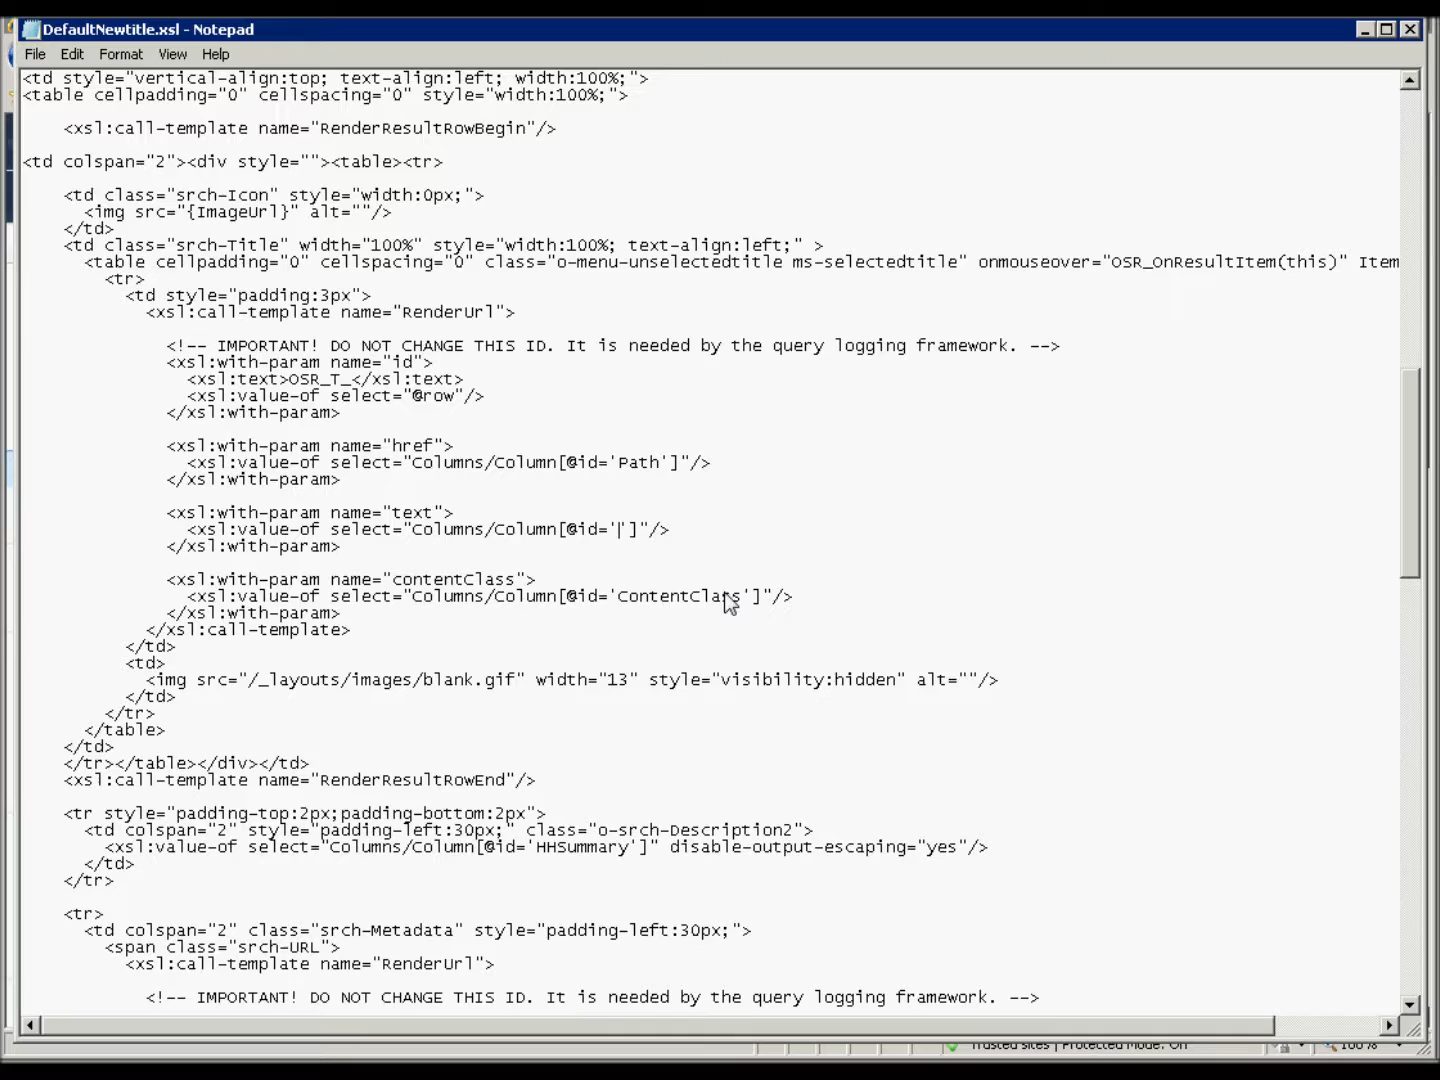 DefaultNewtitle.xsl - Notepad
File Edit Format View Help
<td style="vertical-align:top; text-align:left; width:100%;">
<table cellpadding="0" cellspacing="0" style="width:100%;">
<xsl:call-template name="RenderResultRowBegin"/>
<td colspan="2"><div style=""><table><tr>
<td class="srch-Icon" style="width:0px;">
<img src="{ImageUrl}" alt=""/>
</td>
<td class="srch-Title" width="100%" style="width:100%; text-align:left;" >
<table cellpadding="0" cellspacing="0" class="o-menu-unselectedtitle ms-selectedtitle" onmouseover="OSR_OnResultItem(this)" Item
<tr>
<td style="padding:3px">
<xsl:call-template name="RenderUrl">
<!-- IMPORTANT! DO NOT CHANGE THIS ID. It is needed by the query logging framework. -->
<xsl:with-param name="id">
<xsl:text>OSR_T_</xsl:text>
<xsl:value-of select="@row"/>
</xsl:with-param>
<xsl:with-param name="href">
<xsl:value-of select="Columns/Column[@id='Path']"/>
</xsl:with-param>
<xsl:with-param name="text">
<xsl:value-of select="Columns/Column[@id='']"/>
</xsl:with-param>
<xsl:with-param name="contentClass">
<xsl:value-of select="Columns/Column[@id='ContentClass']"/>
</xsl:with-param>
</xsl:call-template>
</td>
<td>
<img src="/_layouts/images/blank.gif" width="13" style="visibility:hidden" alt=""/>
</td>
</tr>
</table>
</td>
</tr></table></div></td>
<xsl:call-template name="RenderResultRowEnd"/>
<tr style="padding-top:2px;padding-bottom:2px">
<td colspan="2" style="padding-left:30px;" class="o-srch-Description2">
<xsl:value-of select="Columns/Column[@id='HHSummary']" disable-output-escaping="yes"/>
</td>
</tr>
<tr>
<td colspan="2" class="srch-Metadata" style="padding-left:30px;">
<span class="srch-URL">
<xsl:call-template name="RenderUrl">
<!-- IMPORTANT! DO NOT CHANGE THIS ID. It is needed by the query logging framework. -->
Trusted sites | Protected Mode: On 100%